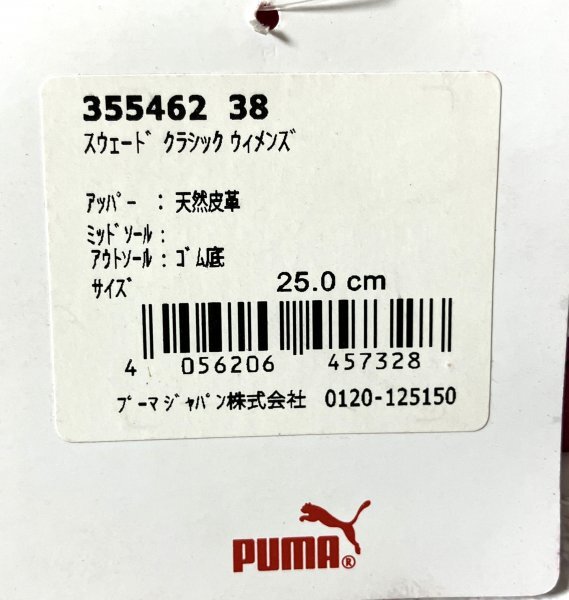 355462 38
スウェード クラシック ウィメンズ
アッパー : 天然皮革
ミッドソール:
アウトソール: ゴム底
サイズ 25.0 cm
4 056206 457328
プーマジャパン株式会社 0120-125150
PUMA®